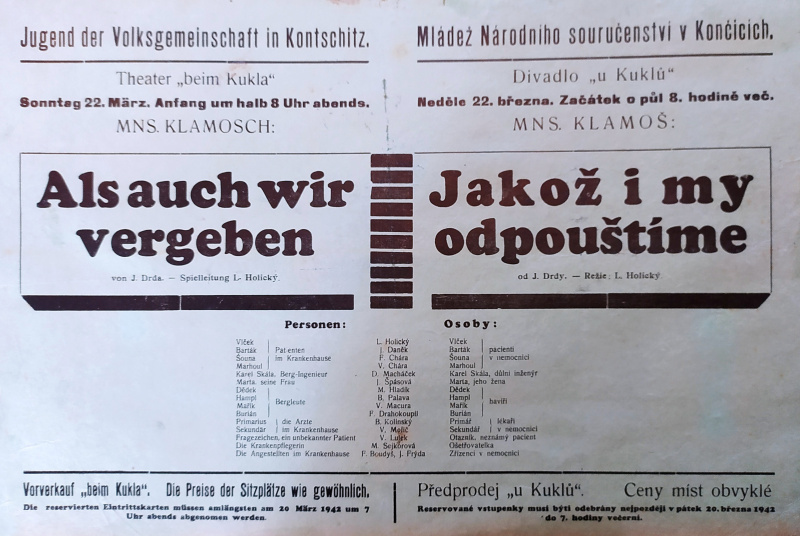 Jugend der Volksgemeinschaft in Kontschitz.
Theater „beim Kukla"
Sonntag 22. März. Anfang um halb 8 Uhr abends.
MNS. KLAMOSCH:
Als auch wir
vergeben
von J. Drda. — Spielleitung L. Holický.
Mládež Národního souručenství v Končicích.
Divadlo „u Kuklů"
Neděle 22. března. Začátek o půl 8. hodině več.
MNS. KLAMOŠ:
Jakož i my
odpouštíme
od J. Drdy. — Režie: L. Holický.
Personen: Osoby:
Vlček L. Holický Vlček
Barták Patienten J. Daněk Barták pacienti
Šouna im Krankenhause F. Chára Šouna v nemocnici
Marhoul V. Chára Marhoul
Karel Skála, Berg-Ingenieur D. Macháček Karel Skála, důlní inženýr
Marta seine Frau J. Špásová Marta, jeho žena
Dědek M. Hladík Dědek
Hampl Bergleute B. Palava Hampl havíři
Mařík V. Macura Mařík
Burián F. Drahokoupil Burián
Primarius die Ärzte B. Kolínský Primář lékaři
Sekundár im Krankenhause V. Sekundář v nemocnici
Fragezeichen, ein unbekannter Patient V. Otazník, neznámý pacient
Die Krankenpflegerin M. Sejkorová Ošetřovatelka
Die Angestellten im Krankenhause F. Boudyš, J. Frýda Zřízenci v nemocnici
Vorverkauf „beim Kukla". Die Preise der Sitzplätze wie gewöhnlich.
Die reservierten Eintrittskarten müssen amlängsten am 20 März 1942 um 7
Uhr abends abgenomen werden.
Předprodej „u Kuklů". Ceny míst obvyklé
Reservované vstupenky musí býti odebrány nejpozději v pátek 20. března 1942
do 7. hodiny večerní.